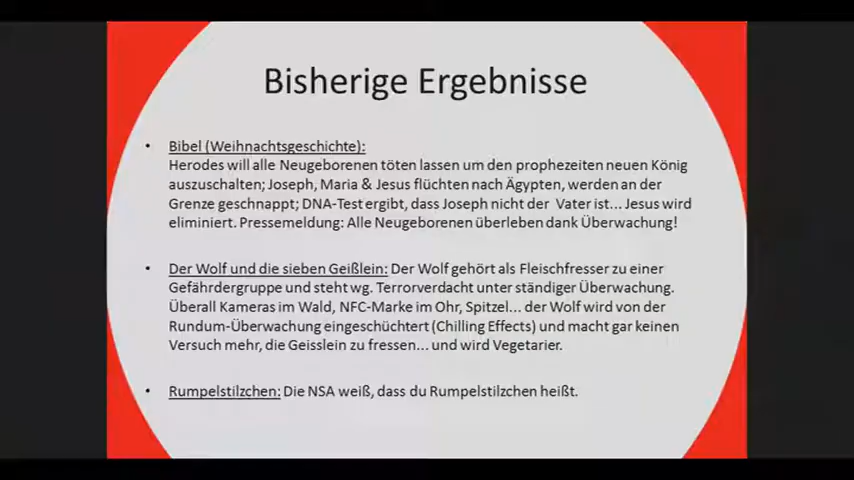 Bisherige Ergebnisse
• Bibel (Weihnachtsgeschichte):
Herodes will alle Neugeborenen töten lassen um den prophezeiten neuen König
auszuschalten; Joseph, Maria & Jesus flüchten nach Ägypten, werden an der
Grenze geschnappt; DNA-Test ergibt, dass Joseph nicht der Vater ist... Jesus wird
eliminiert. Pressemeldung: Alle Neugeborenen überleben dank Überwachung!
• Der Wolf und die sieben Geißlein: Der Wolf gehört als Fleischfresser zu einer
Gefährdergruppe und steht wg. Terrorverdacht unter ständiger Überwachung.
Überall Kameras im Wald, NFC-Marke im Ohr, Spitzel... der Wolf wird von der
Rundum-Überwachung eingeschüchtert (Chilling Effects) und macht gar keinen
Versuch mehr, die Geisslein zu fressen... und wird Vegetarier.
• Rumpelstilzchen: Die NSA weiß, dass du Rumpelstilzchen heißt.